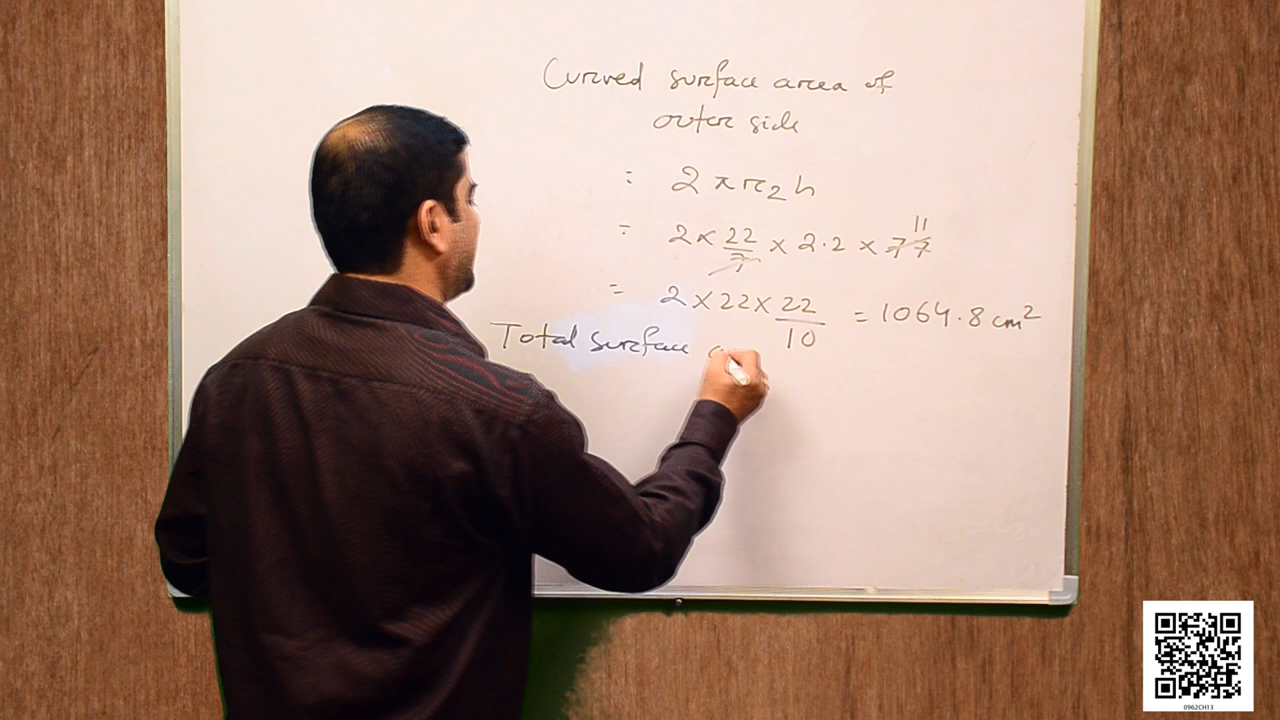 Curved surface area of
outer side
= 2πr₂h
= 2 × 22/7 × 2.2 × 77 11
= 2 × 22 × 22/10 = 1064.8 cm²
Total surface
0962CH13